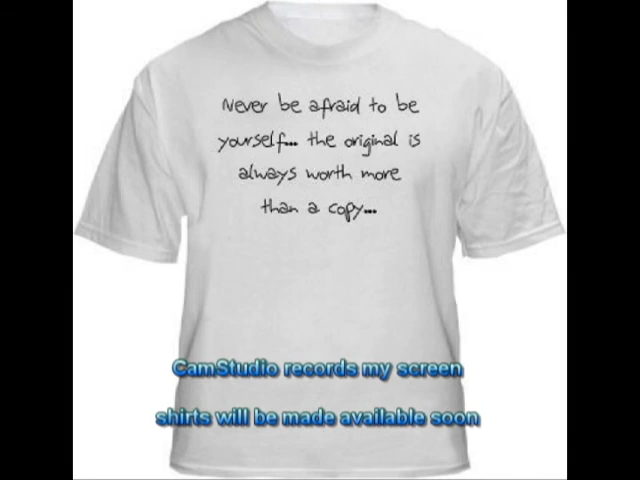 Never be afraid to be
yourself... the original is
always worth more
than a copy...
CamStudio records my screen
shirts will be made available soon